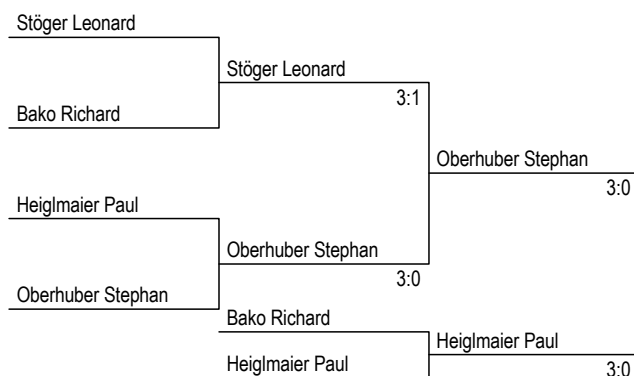 Stöger Leonard
Stöger Leonard
3:1
Bako Richard
Oberhuber Stephan
3:0
Heiglmaier Paul
Oberhuber Stephan
3:0
Oberhuber Stephan
Bako Richard
Heiglmaier Paul
Heiglmaier Paul
3:0